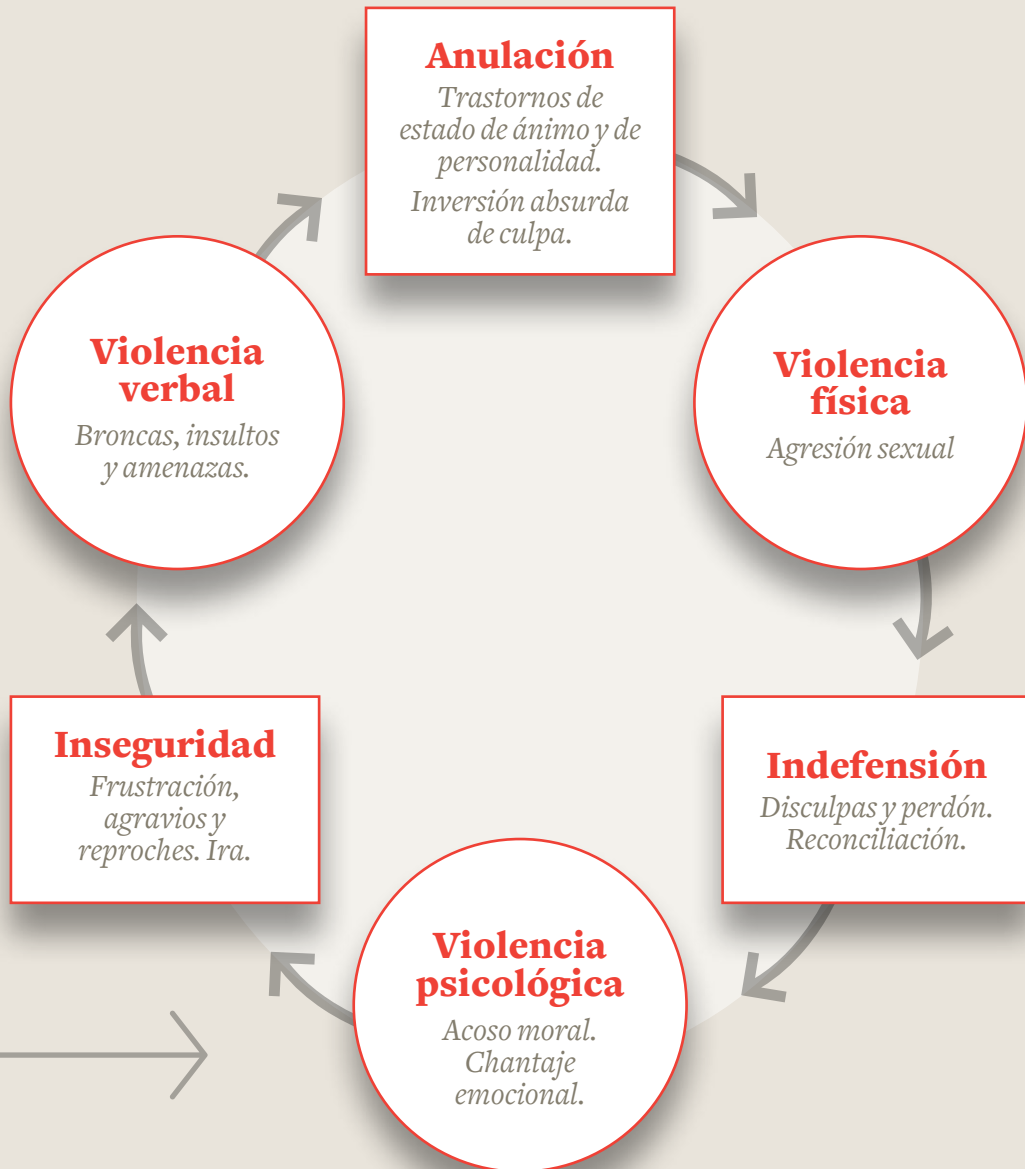 Anulación
Trastornos de
estado de ánimo y de
personalidad.
Inversión absurda
de culpa.
Violencia
verbal
Broncas, insultos
y amenazas.
Violencia
física
Agresión sexual
Inseguridad
Frustración,
agravios y
reproches. Ira.
Indefensión
Disculpas y perdón.
Reconciliación.
Violencia
psicológica
Acoso moral.
Chantaje
emocional.